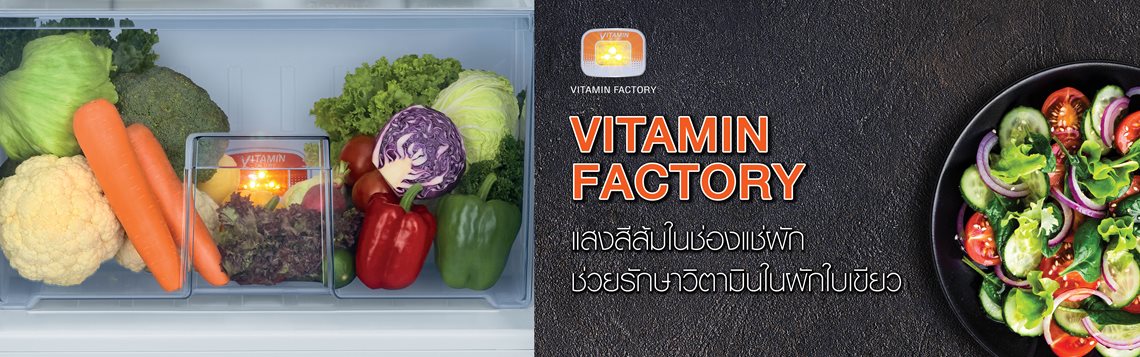 VITAMIN
VITAMIN
VITAMIN FACTORY
VITAMIN
FACTORY
แสงสีส้มในช่องแช่ผัก
ช่วยรักษาวิตามินในผักใบเขียว